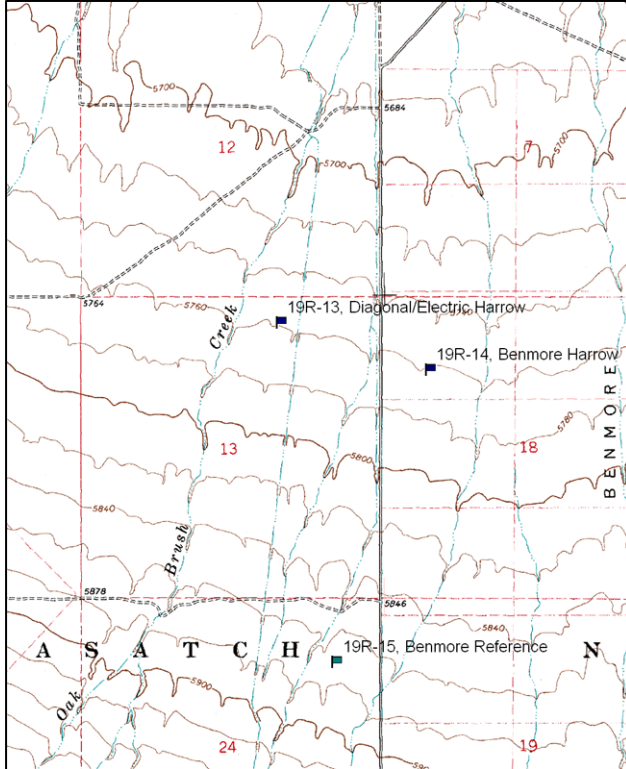 5700
5684
12
7
5700
5764
5760
19R-13, Diagonal/Electric Harrow
Creek
19R-14, Benmore Harrow
BENMORE
13
5800
18
5780
5840
Brush
5878
5846
5840
A S A T C H
N
19R-15, Benmore Reference
Oak
5900
24
19